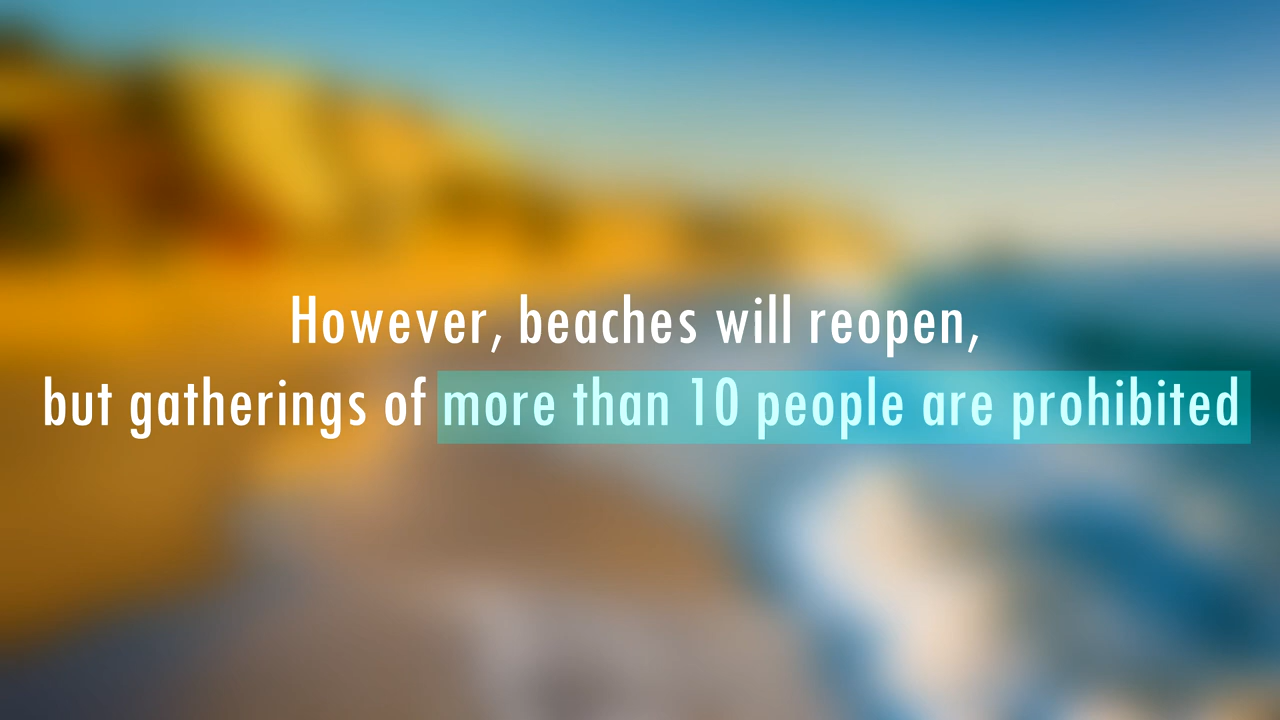 However, beaches will reopen,
but gatherings of more than 10 people are prohibited